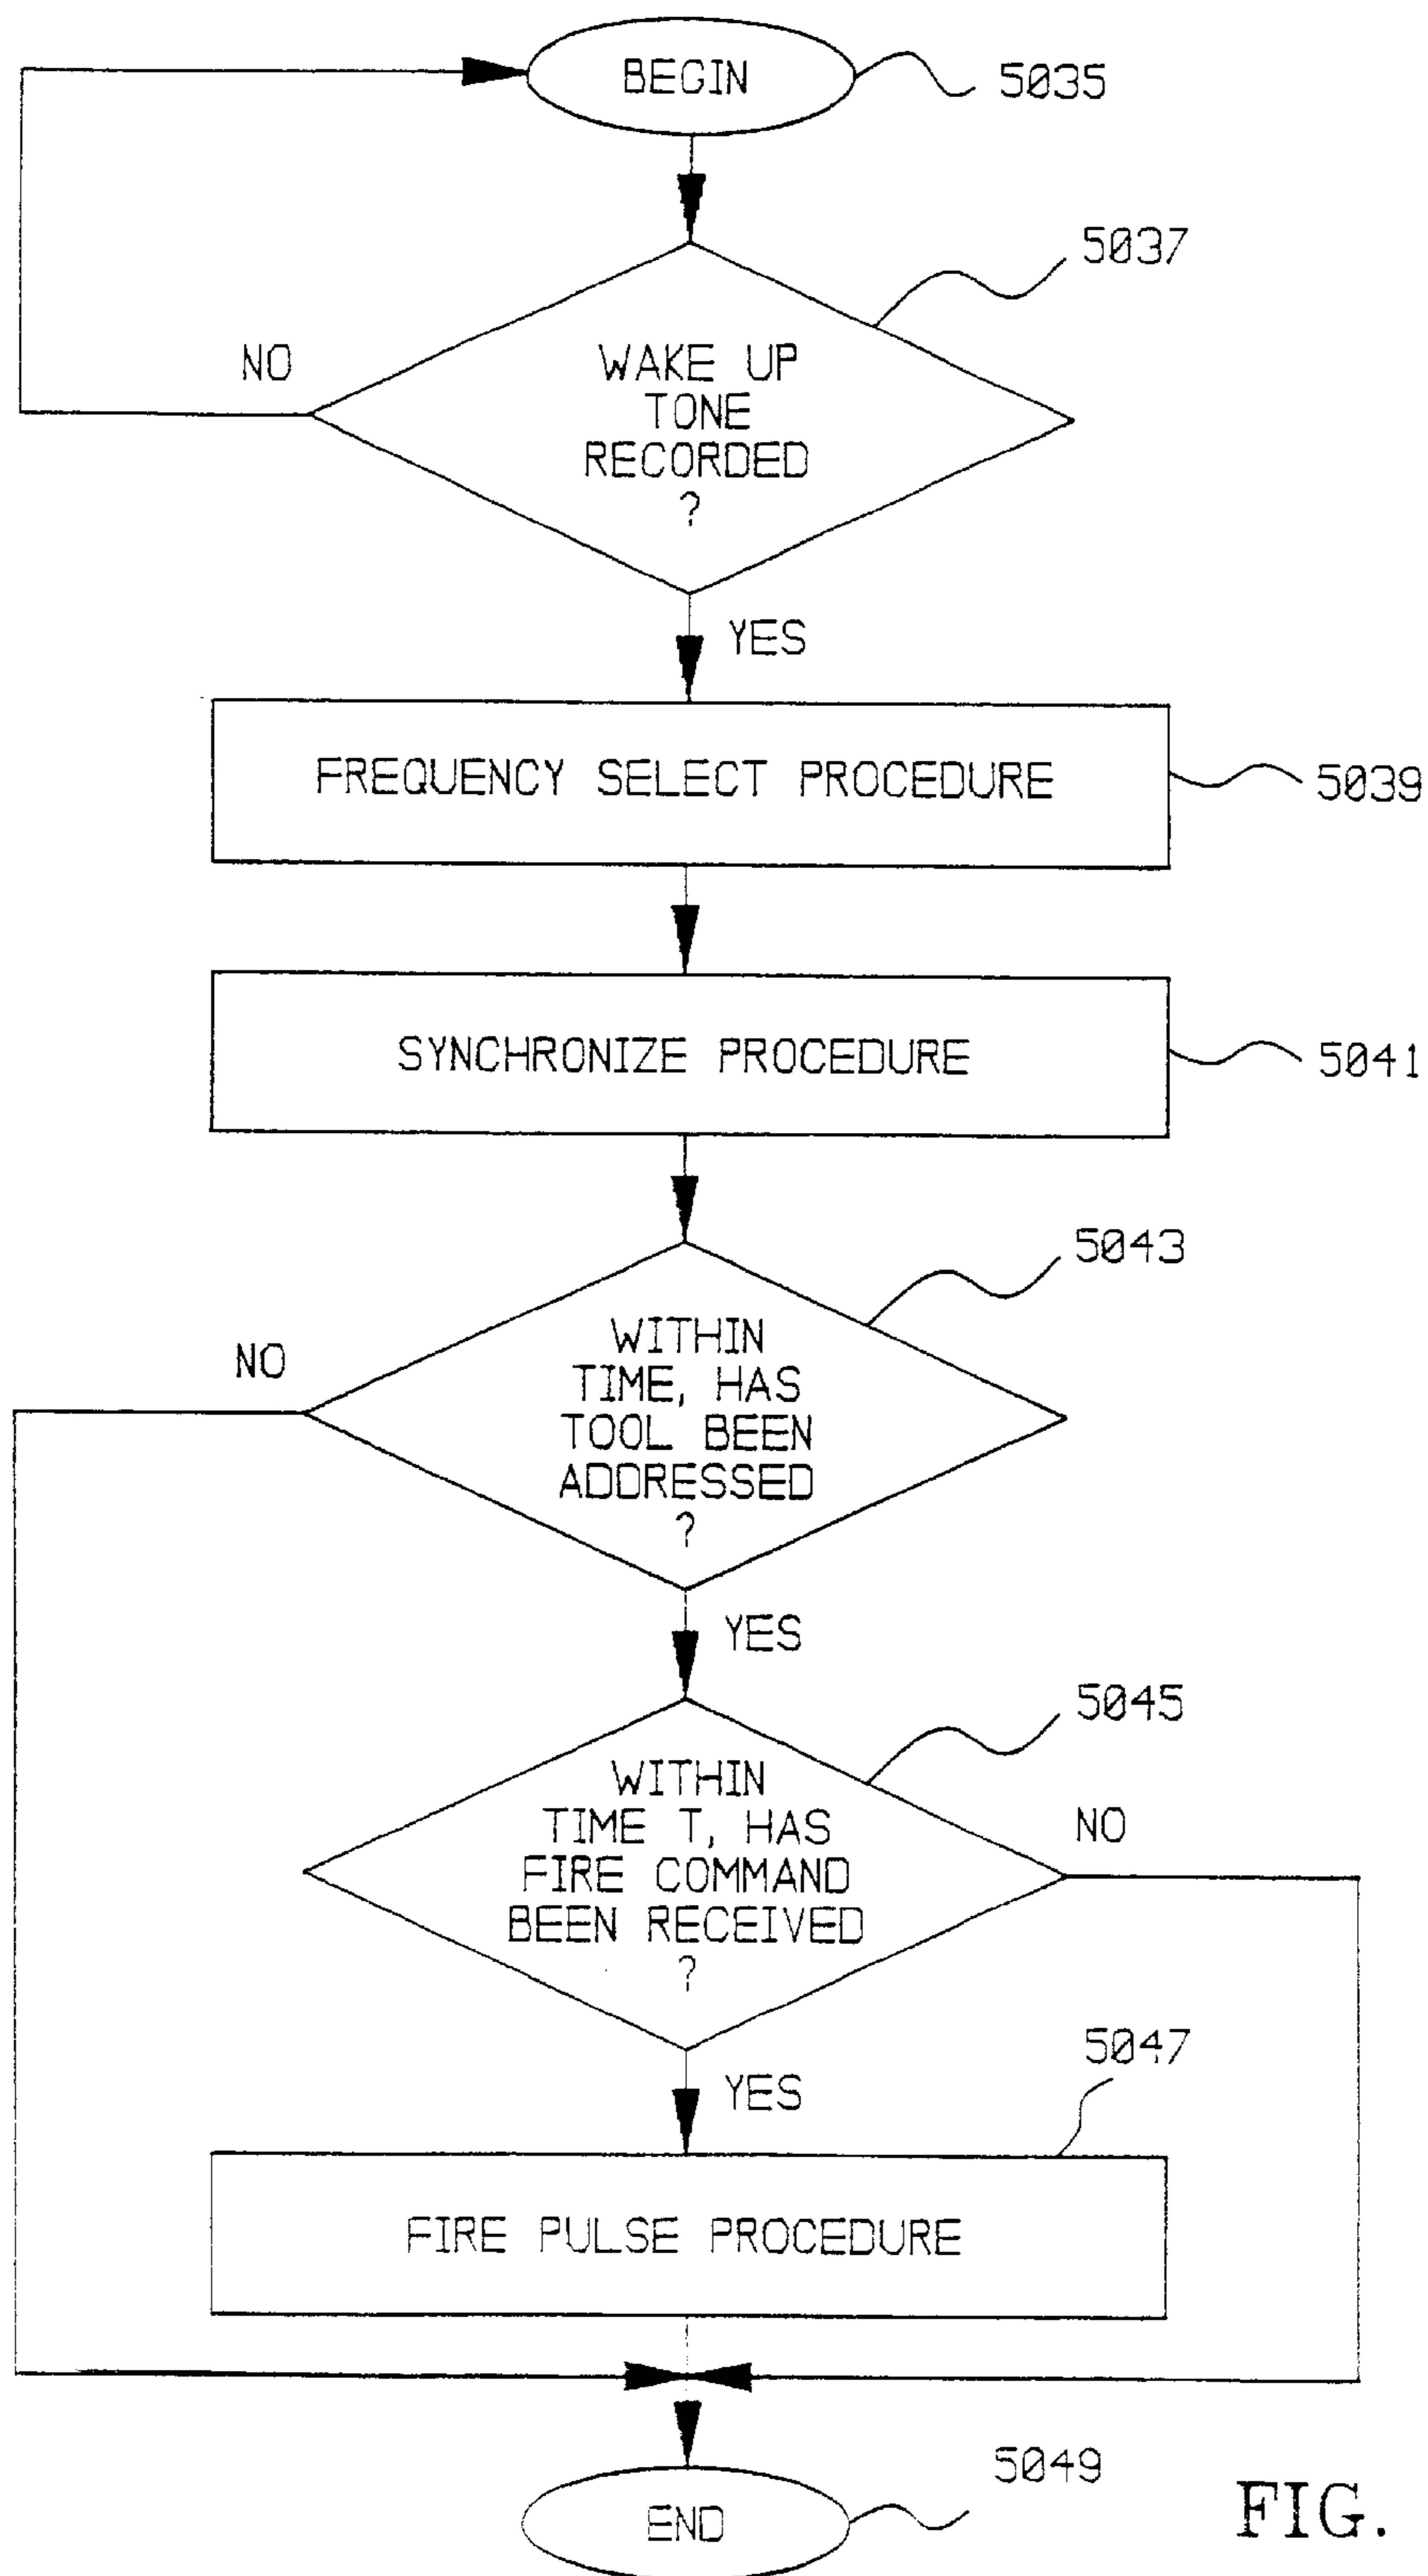 BEGIN
5035
5037
NO
WAKE UP
TONE
RECORDED
?
YES
FREQUENCY SELECT PROCEDURE
5039
SYNCHRONIZE PROCEDURE
5041
5043
NO
WITHIN
TIME, HAS
TOOL BEEN
ADDRESSED
?
YES
5045
WITHIN
TIME T, HAS
FIRE COMMAND
BEEN RECEIVED
?
NO
YES
5047
FIRE PULSE PROCEDURE
5049
END
FIG.